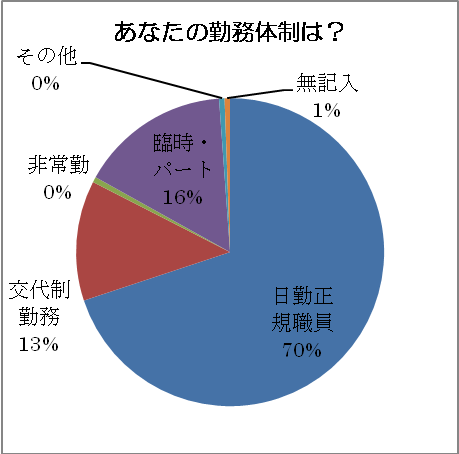 あなたの勤務体制は？
その他
0%
無記入
1%
臨時・
パート
16%
非常勤
0%
交代制
勤務
13%
日勤正
規職員
70%